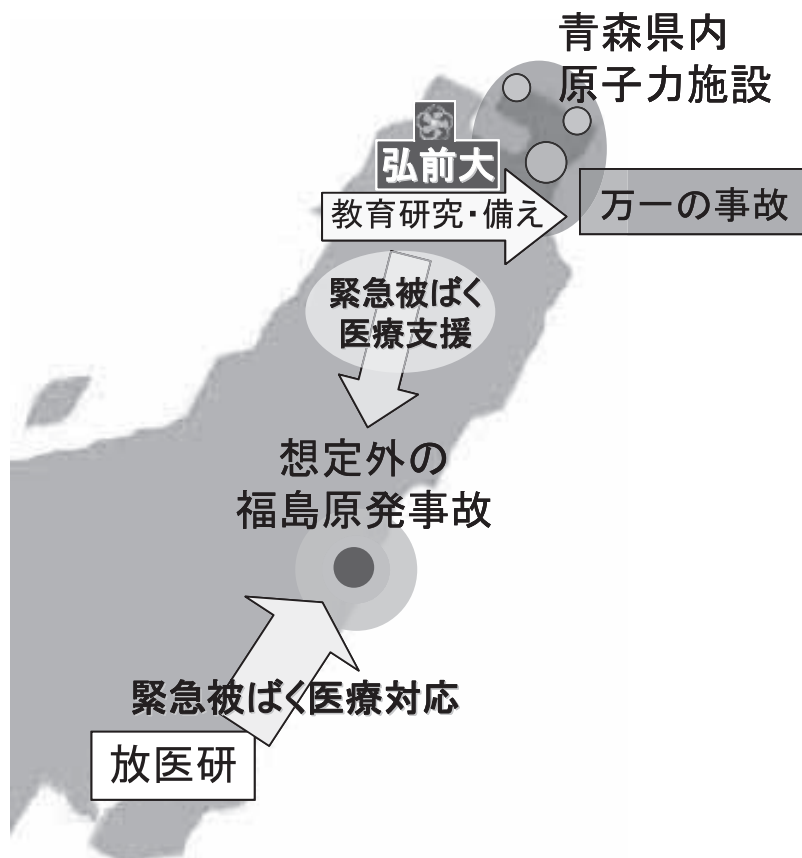 青森県内
原子力施設
弘前大
教育研究・備え
万一の事故
緊急被ばく
医療支援
想定外の
福島原発事故
緊急被ばく医療対応
放医研